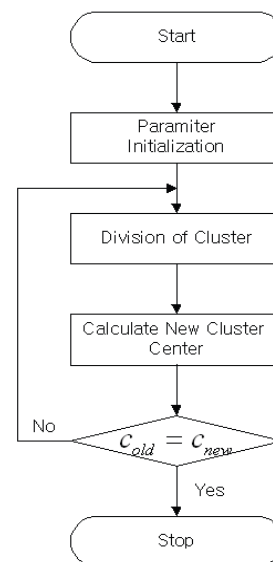 Start
Paramiter
Initialization
Division of Cluster
Calculate New Cluster
Center
No
c_old = c_new
Yes
Stop